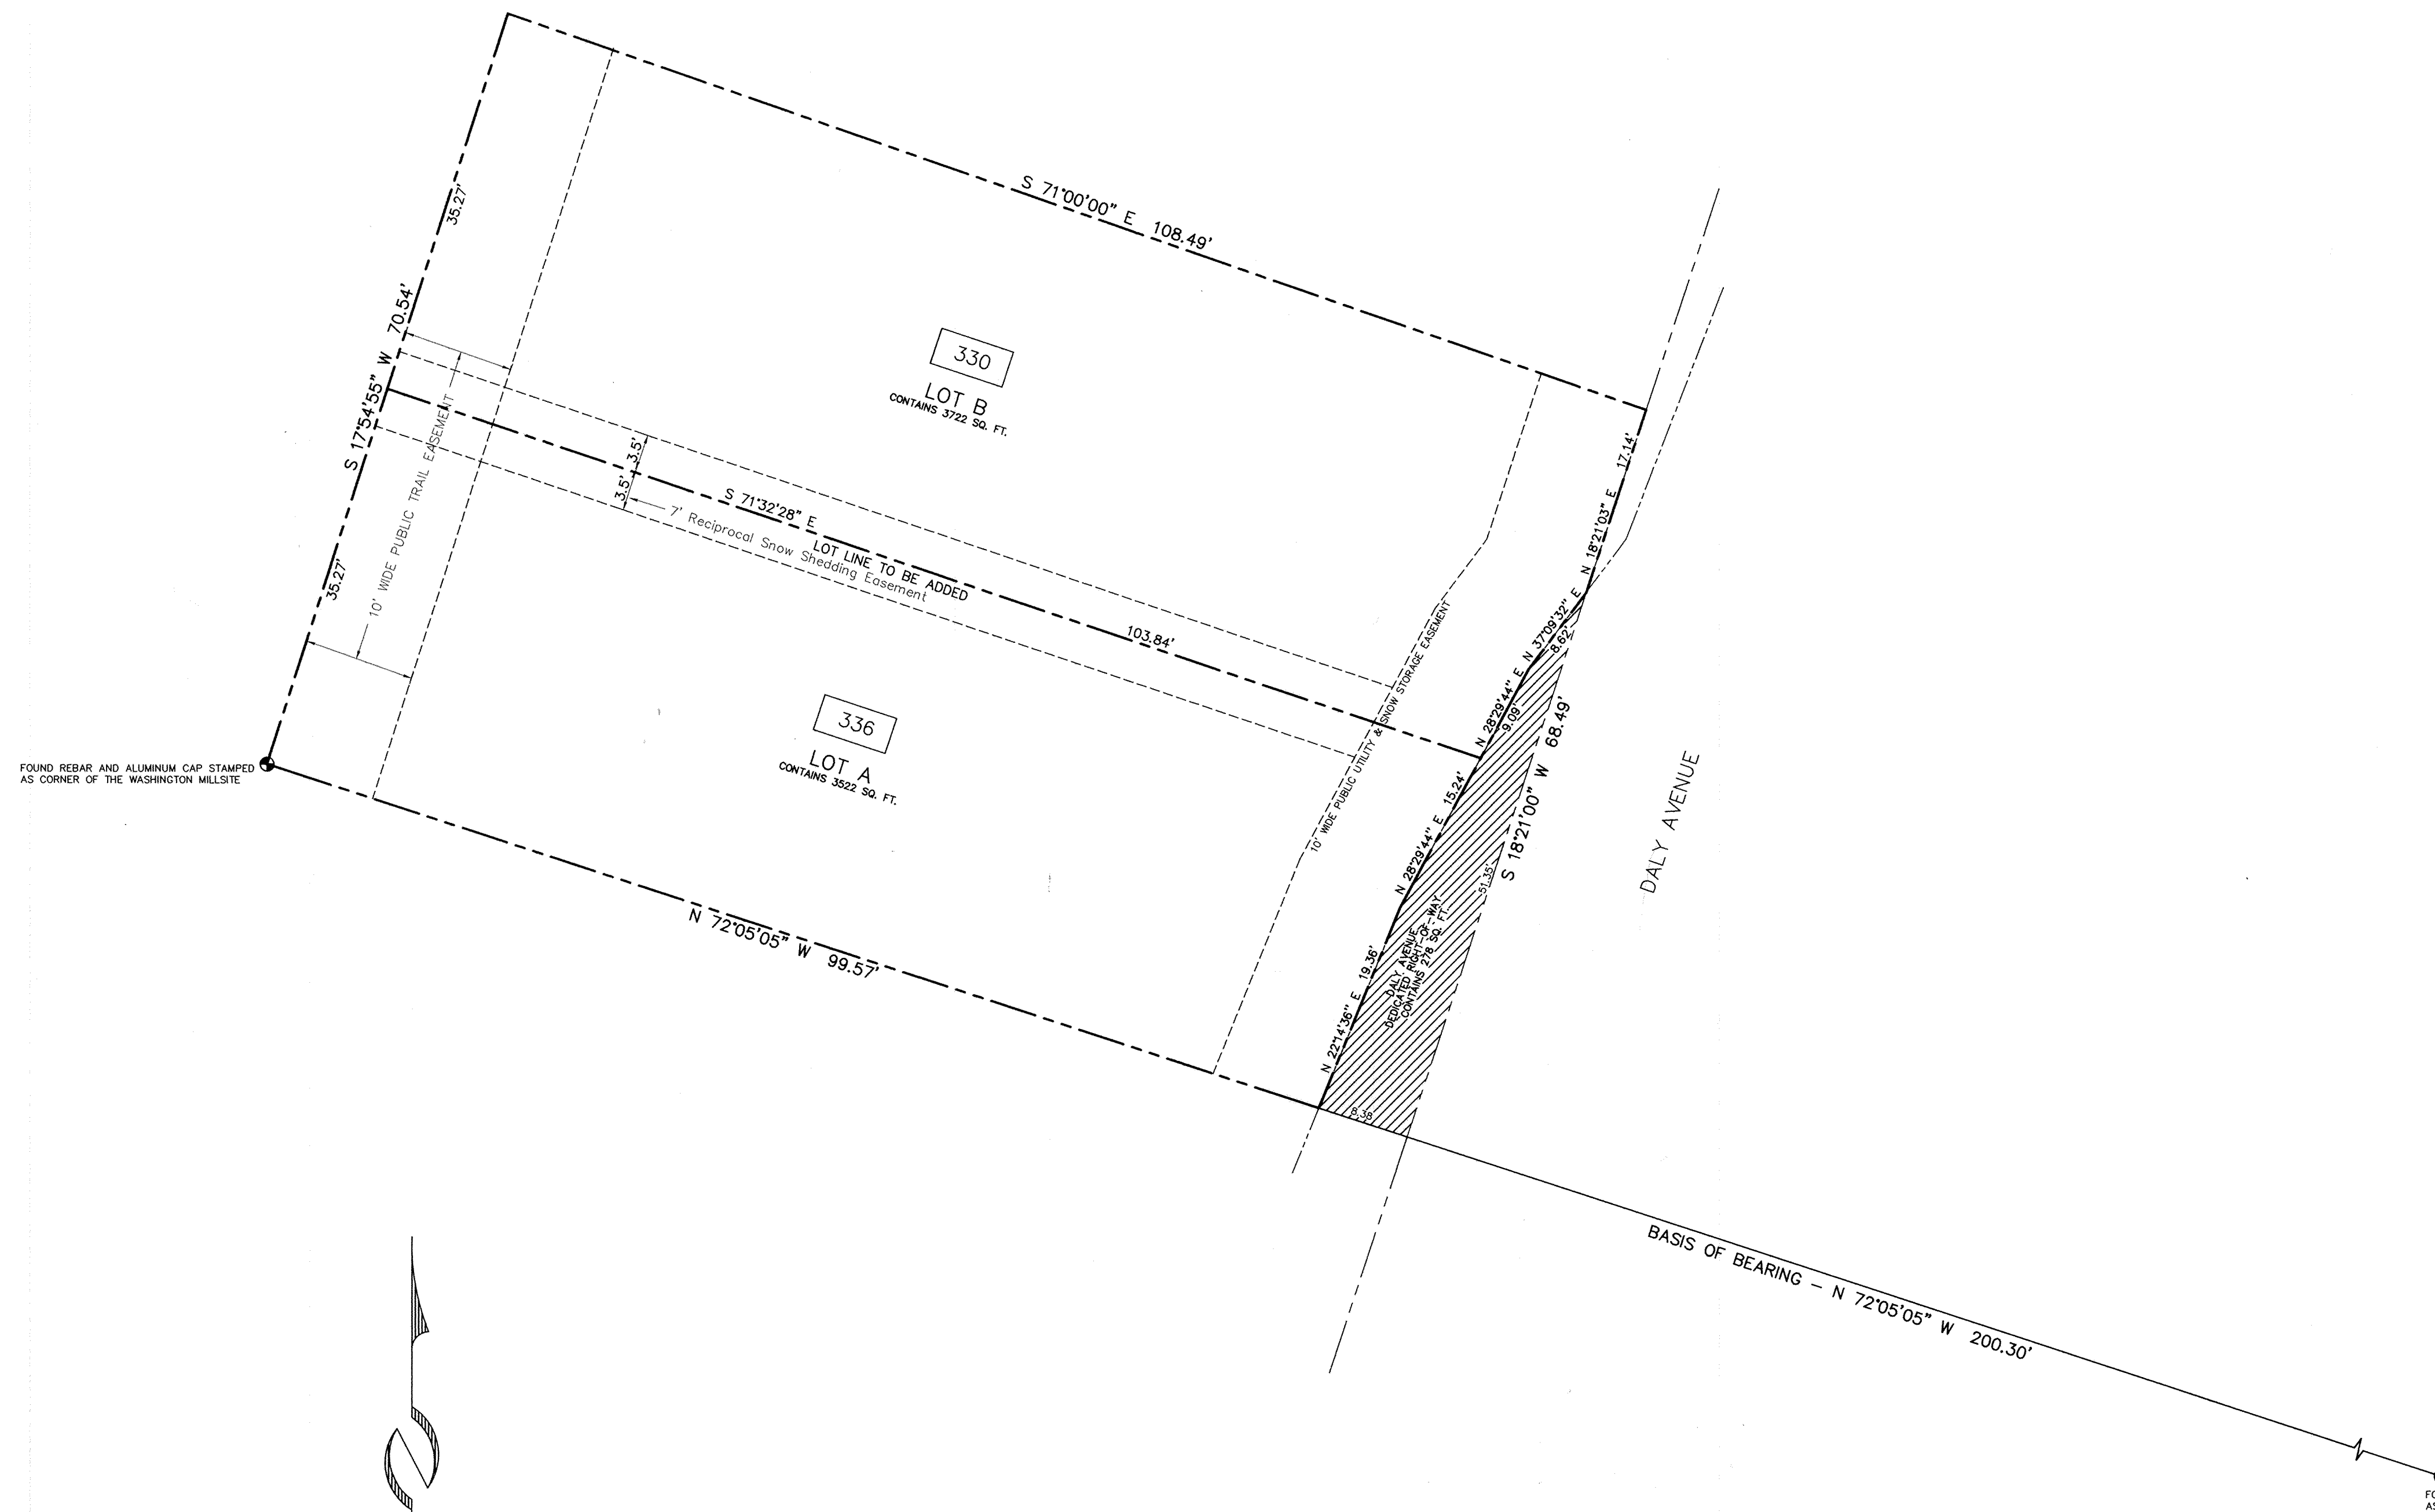 S 71°00'00" E 108.49'
35.27'
S 17°54'55" W 70.54'
35.27'
10' WIDE PUBLIC TRAIL EASEMENT
330
LOT B
CONTAINS 3722 SQ. FT.
3.5'
3.5'
S 71°32'28" E
103.84'
LOT LINE TO BE ADDED
7' Reciprocal Snow Shedding Easement
336
LOT A
CONTAINS 3522 SQ. FT.
FOUND REBAR AND ALUMINUM CAP STAMPED
AS CORNER OF THE WASHINGTON MILLSITE
10' WIDE PUBLIC UTILITY & SNOW STORAGE EASEMENT
N 18°21'03" E 17.14'
N 37°09'32" E
8.62'
N 28°29'44" E
9.09'
N 28°29'44" E 15.24'
N 22°14'36" E 19.36'
S 18°21'00" W 68.49'
51.35'
DALY AVENUE
DEDICATED RIGHT-OF-WAY
CONTAINS 278 SQ. FT.
8.38
DALY AVENUE
N 72°05'05" W 99.57'
BASIS OF BEARING – N 72°05'05" W 200.30'